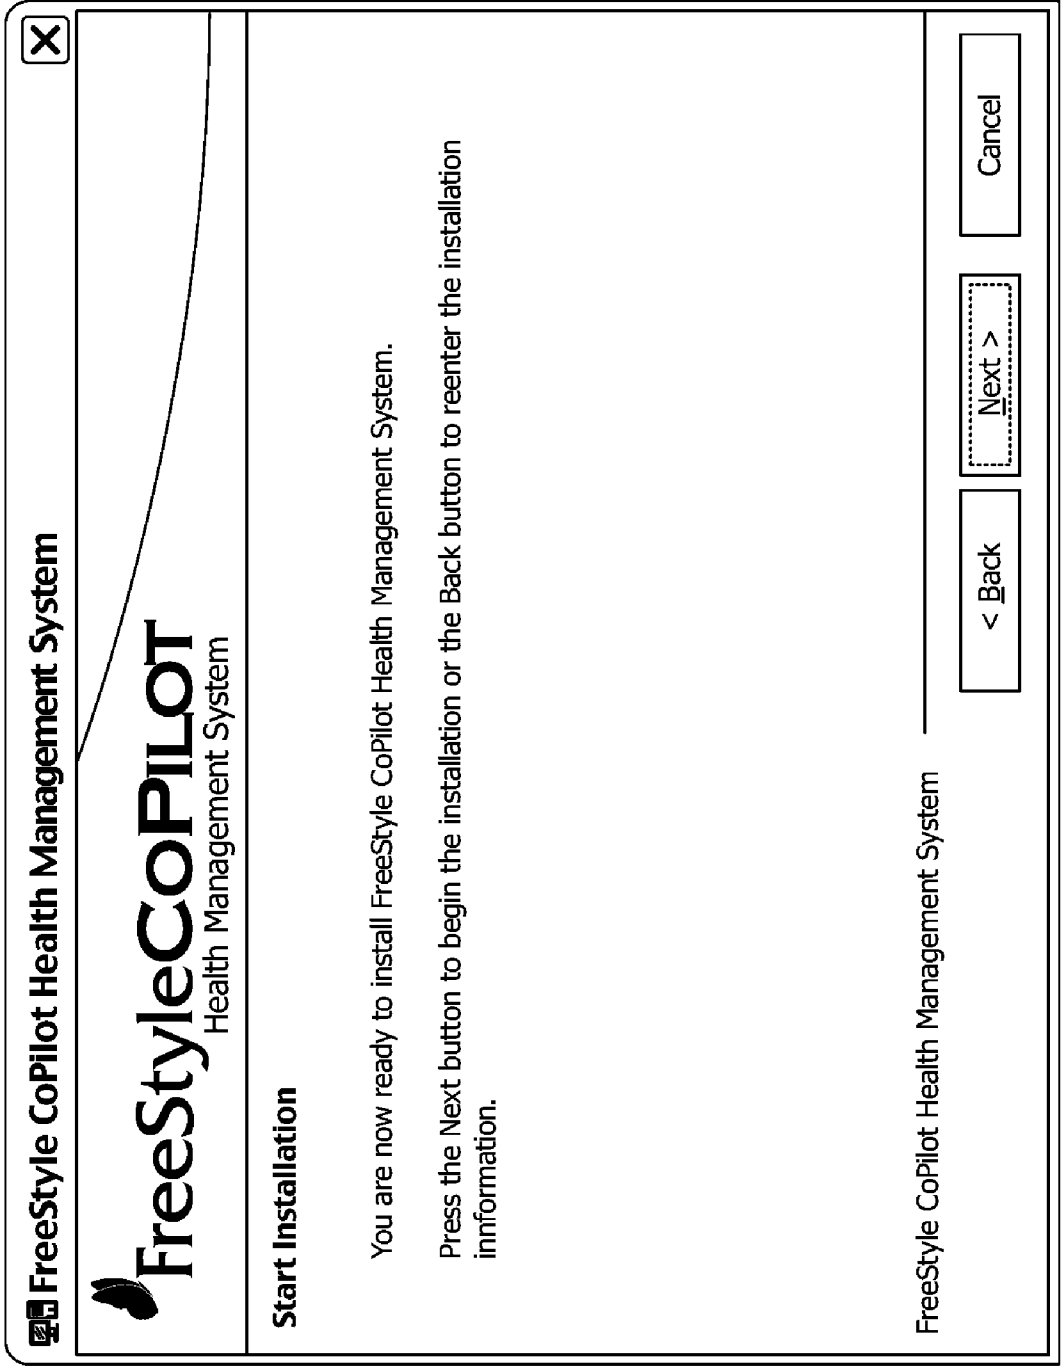 FreeStyle CoPilot Health Management System
FreeStyleCOPILOT
Health Management System
Start Installation
You are now ready to install FreeStyle CoPilot Health Management System.
Press the Next button to begin the installation or the Back button to reenter the installation
innformation.
FreeStyle CoPilot Health Management System
< Back
Next >
Cancel